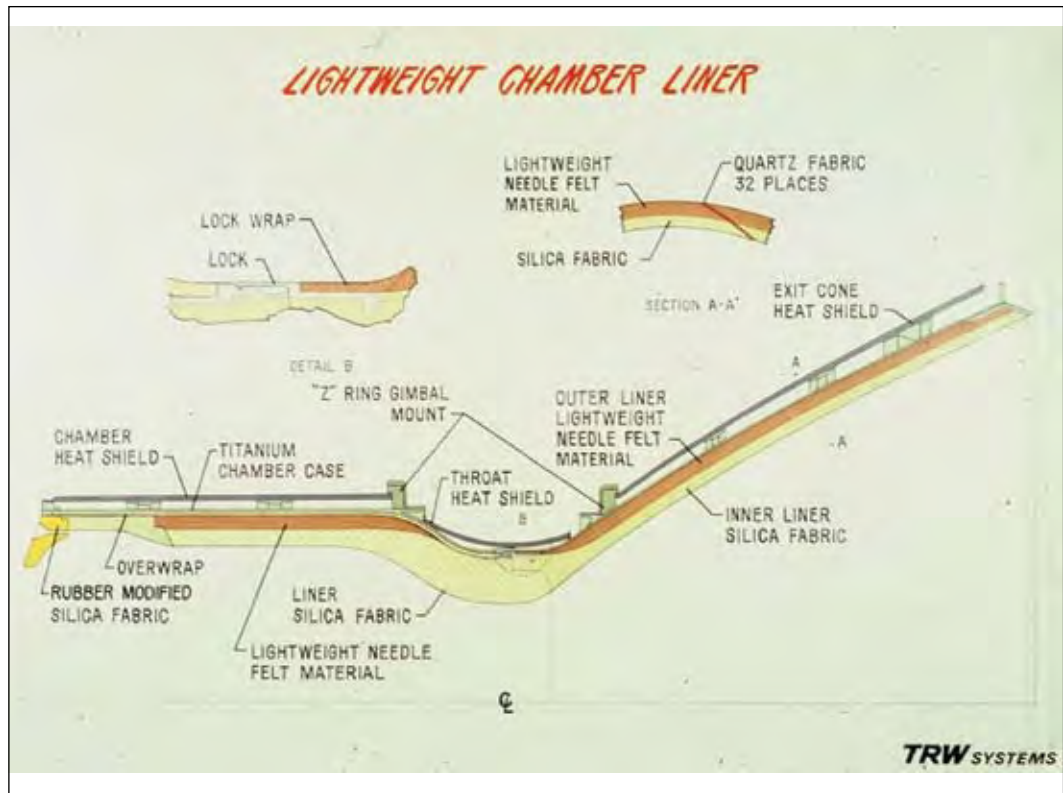 LIGHTWEIGHT CHAMBER LINER
LIGHTWEIGHT
NEEDLE FELT
MATERIAL
QUARTZ FABRIC
32 PLACES
SILICA FABRIC
SECTION A-A'
LOCK WRAP
LOCK
DETAIL B
EXIT CONE
HEAT SHIELD
A
A
"Z" RING GIMBAL
MOUNT
OUTER LINER
LIGHTWEIGHT
NEEDLE FELT
MATERIAL
CHAMBER
HEAT SHIELD
TITANIUM
CHAMBER CASE
THROAT
HEAT SHIELD
B
INNER LINER
SILICA FABRIC
OVERWRAP
RUBBER MODIFIED
SILICA FABRIC
LINER
SILICA FABRIC
LIGHTWEIGHT NEEDLE
FELT MATERIAL
℄
TRW SYSTEMS